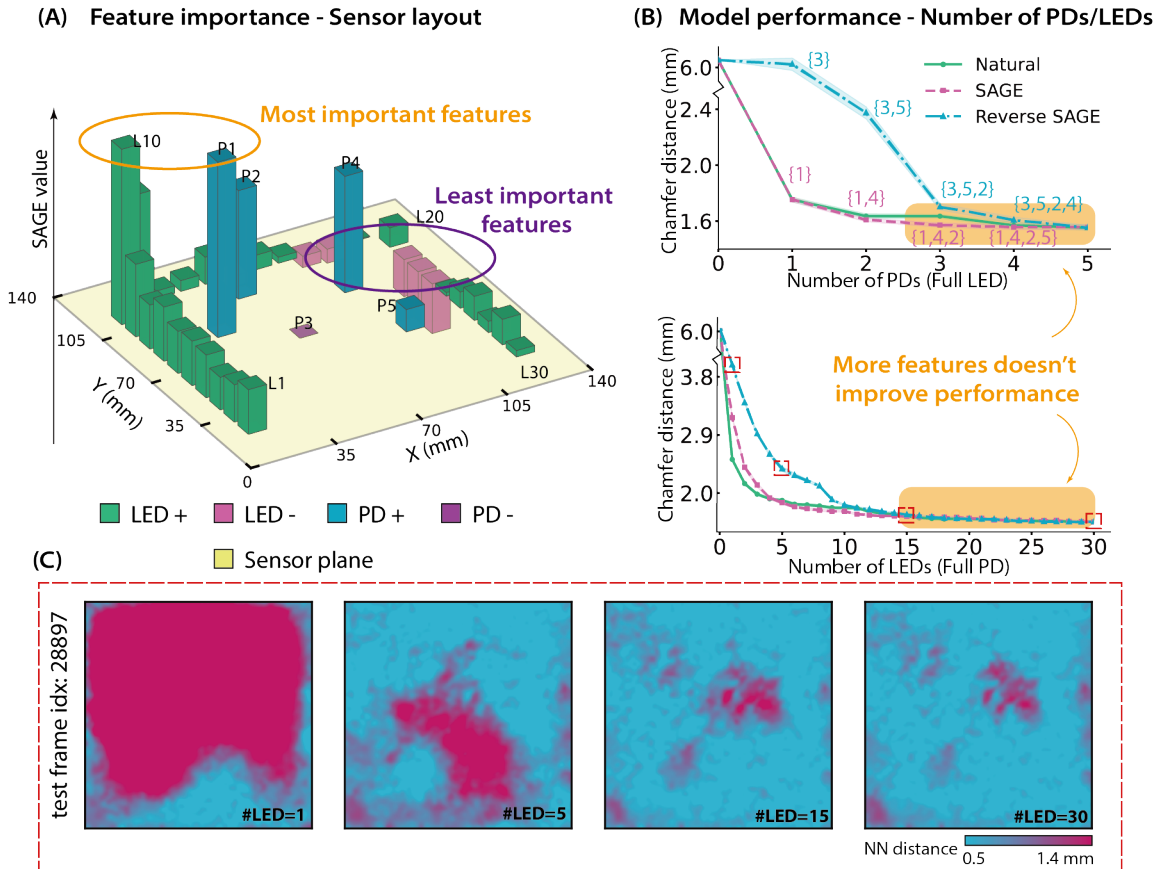 (A) Feature importance - Sensor layout
SAGE value
Most important features
L10
P1
P2
P4
Least important
features
L20
P5
P3
L1
L30
140
105
70
35
0
Y (mm)
35
70
105
140
X (mm)
LED +
LED -
PD +
PD -
Sensor plane
(B) Model performance - Number of PDs/LEDs
Chamfer distance (mm)
6.0
2.4
2.0
1.6
Natural
SAGE
Reverse SAGE
{3}
{3,5}
{1}
{1,4}
{3,5,2}
{3,5,2,4}
{1,4,2}
{1,4,2,5}
0 1 2 3 4 5
Number of PDs (Full LED)
More features doesn't
improve performance
Chamfer distance (mm)
6.0
3.8
2.9
2.0
0 5 10 15 20 25 30
Number of LEDs (Full PD)
(C)
test frame idx: 28897
#LED=1
#LED=5
#LED=15
#LED=30
NN distance
0.5 1.4 mm